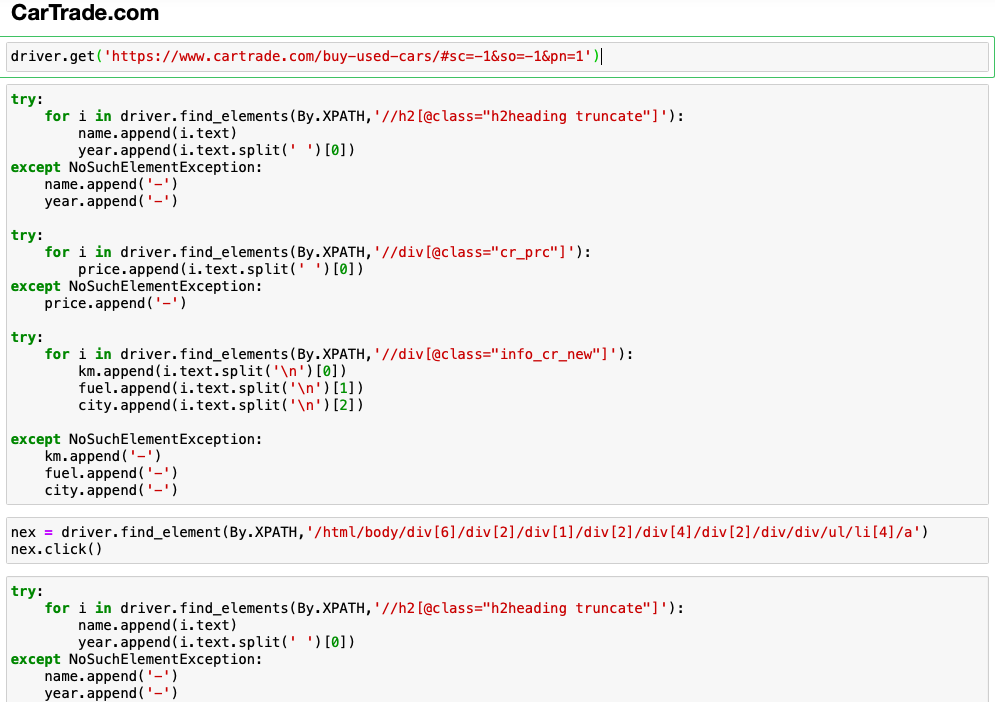 CarTrade.com
driver.get('https://www.cartrade.com/buy-used-cars/#sc=-1&so=-1&pn=1')
try:
    for i in driver.find_elements(By.XPATH,'//h2[@class="h2heading truncate"]'):
        name.append(i.text)
        year.append(i.text.split(' ')[0])
except NoSuchElementException:
    name.append('-')
    year.append('-')

try:
    for i in driver.find_elements(By.XPATH,'//div[@class="cr_prc"]'):
        price.append(i.text.split(' ')[0])
except NoSuchElementException:
    price.append('-')

try:
    for i in driver.find_elements(By.XPATH,'//div[@class="info_cr_new"]'):
        km.append(i.text.split('\n')[0])
        fuel.append(i.text.split('\n')[1])
        city.append(i.text.split('\n')[2])

except NoSuchElementException:
    km.append('-')
    fuel.append('-')
    city.append('-')
nex = driver.find_element(By.XPATH,'/html/body/div[6]/div[2]/div[1]/div[2]/div[4]/div[2]/div/div/ul/li[4]/a')
nex.click()
try:
    for i in driver.find_elements(By.XPATH,'//h2[@class="h2heading truncate"]'):
        name.append(i.text)
        year.append(i.text.split(' ')[0])
except NoSuchElementException:
    name.append('-')
    year.append('-')